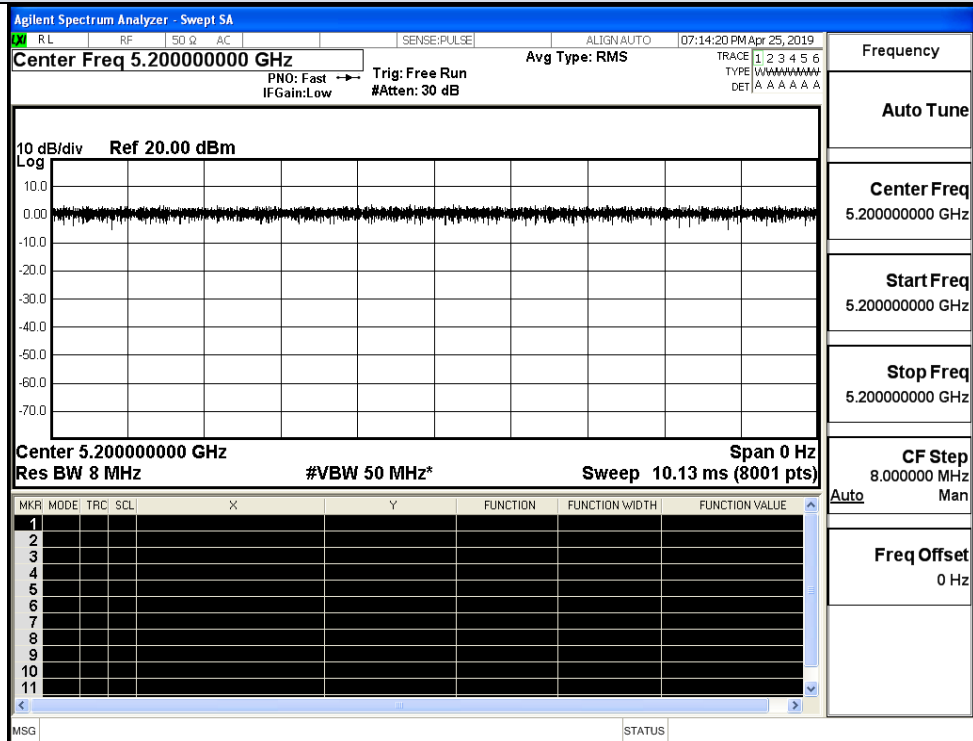 Agilent Spectrum Analyzer - Swept SA
LXI RL RF 50 Ω AC SENSE:PULSE ALIGN AUTO 07:14:20 PM Apr 25, 2019
Center Freq 5.200000000 GHz Avg Type: RMS TRACE 1 2 3 4 5 6
PNO: Fast Trig: Free Run TYPE WWWWWW
IFGain:Low #Atten: 30 dB DET A A A A A A
10 dB/div Ref 20.00 dBm
Log
10.0
0.00
-10.0
-20.0
-30.0
-40.0
-50.0
-60.0
-70.0
Center 5.200000000 GHz Span 0 Hz
Res BW 8 MHz #VBW 50 MHz* Sweep 10.13 ms (8001 pts)
MKR MODE TRC SCL X Y FUNCTION FUNCTION WIDTH FUNCTION VALUE
1
2
3
4
5
6
7
8
9
10
11
MSG STATUS
Frequency
Auto Tune
Center Freq
5.200000000 GHz
Start Freq
5.200000000 GHz
Stop Freq
5.200000000 GHz
CF Step
8.000000 MHz
Auto Man
Freq Offset
0 Hz